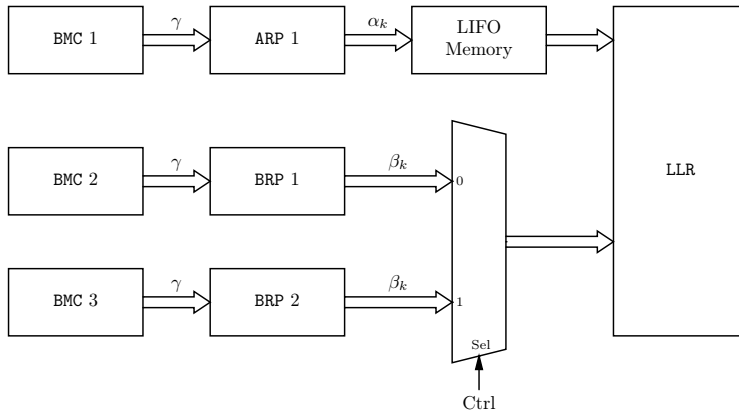 BMC 1
γ
ARP 1
α_k
LIFO
Memory
LLR
BMC 2
γ
BRP 1
β_k
0
BMC 3
γ
BRP 2
β_k
1
Sel
Ctrl